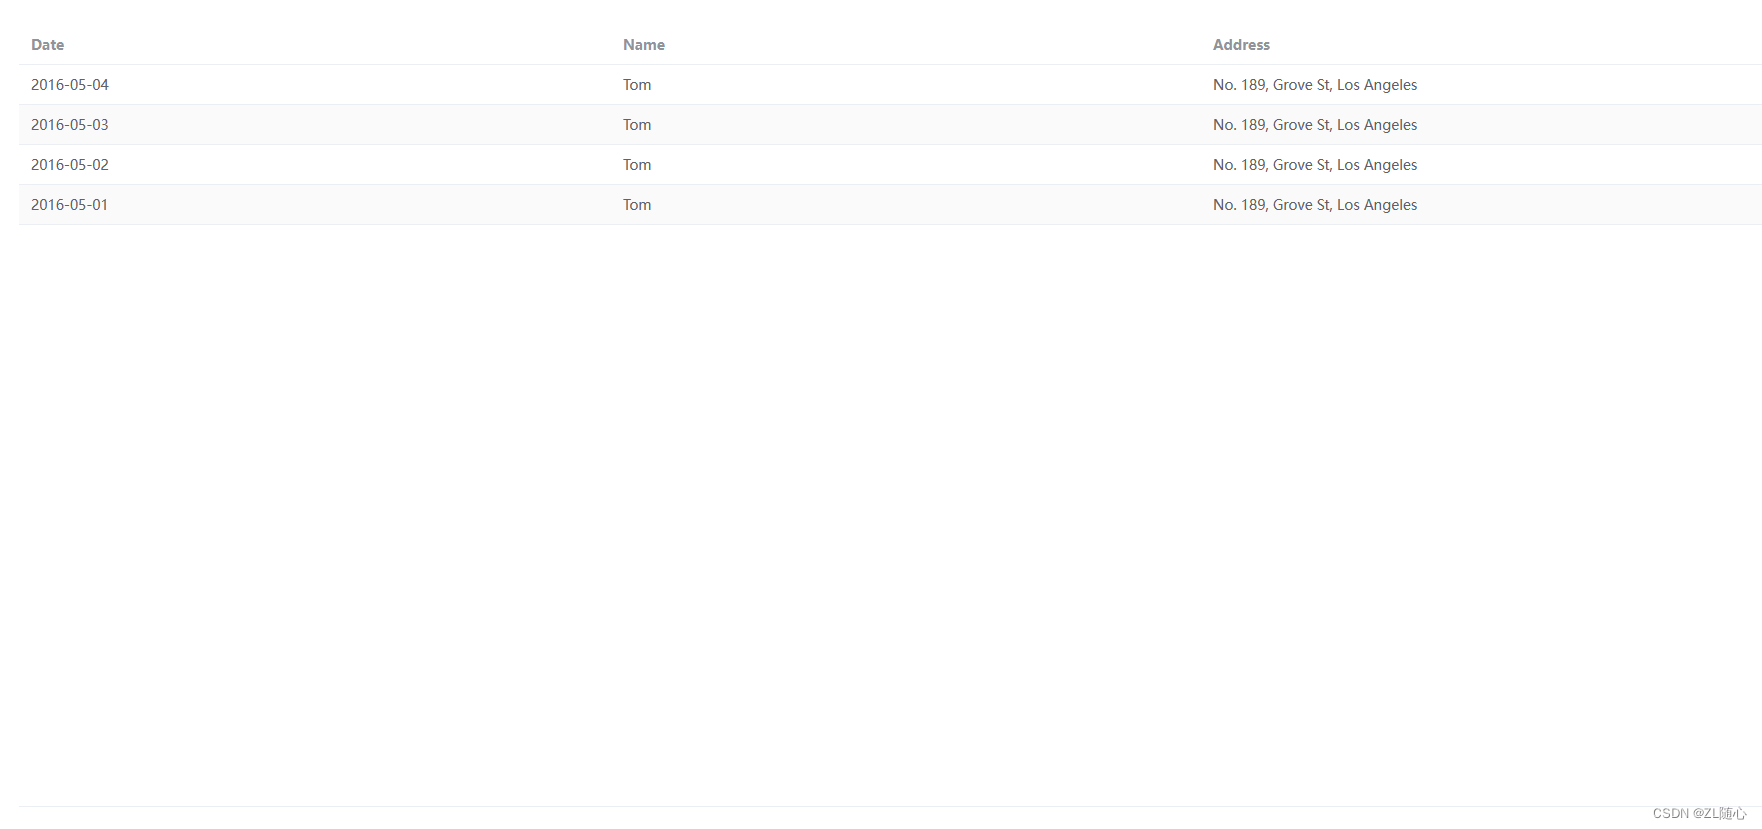 Date Name Address
2016-05-04 Tom No. 189, Grove St, Los Angeles
2016-05-03 Tom No. 189, Grove St, Los Angeles
2016-05-02 Tom No. 189, Grove St, Los Angeles
2016-05-01 Tom No. 189, Grove St, Los Angeles
CSDN @ZL随心